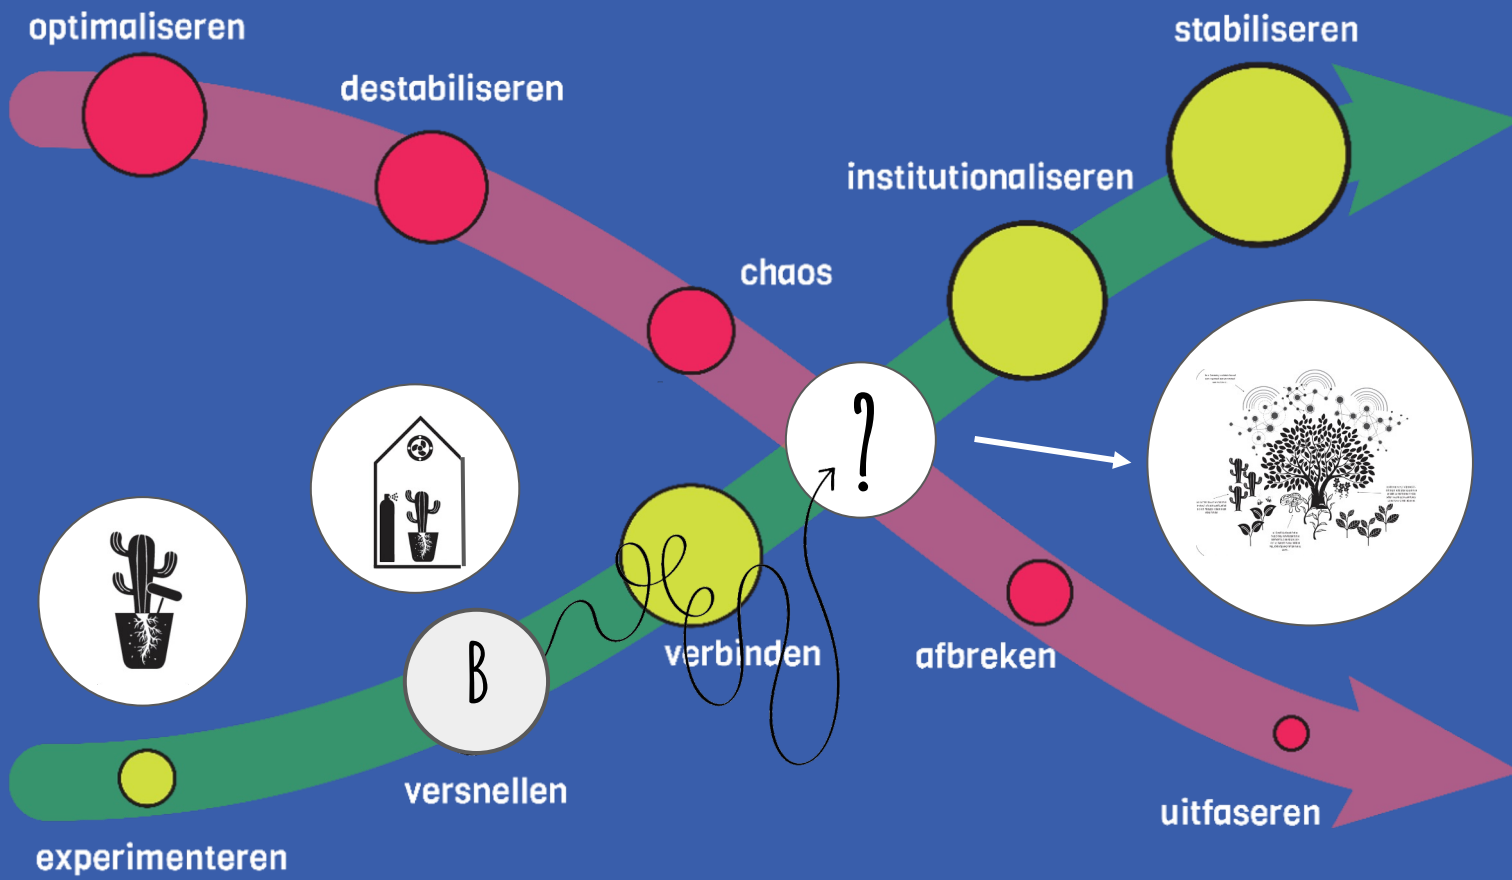 optimaliseren
stabiliseren
destabiliseren
institutionaliseren
chaos
?
B
verbinden
afbreken
versnellen
uitfaseren
experimenteren